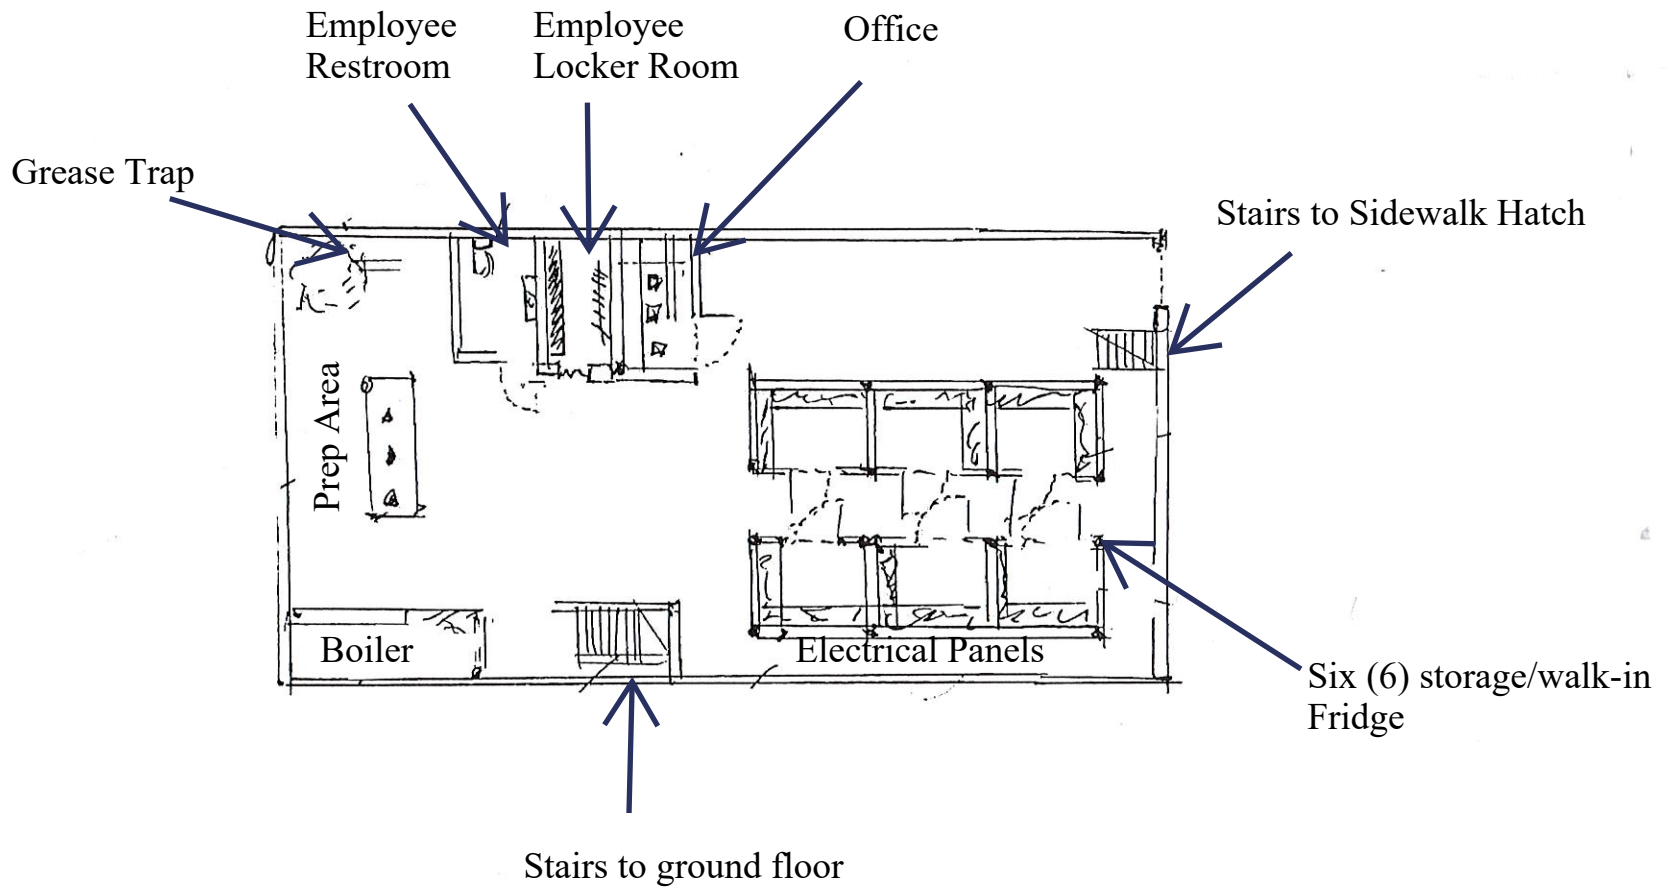 Employee
Restroom
Employee
Locker Room
Office
Grease Trap
Stairs to Sidewalk Hatch
Prep Area
Boiler
Electrical Panels
Six (6) storage/walk-in
Fridge
Stairs to ground floor